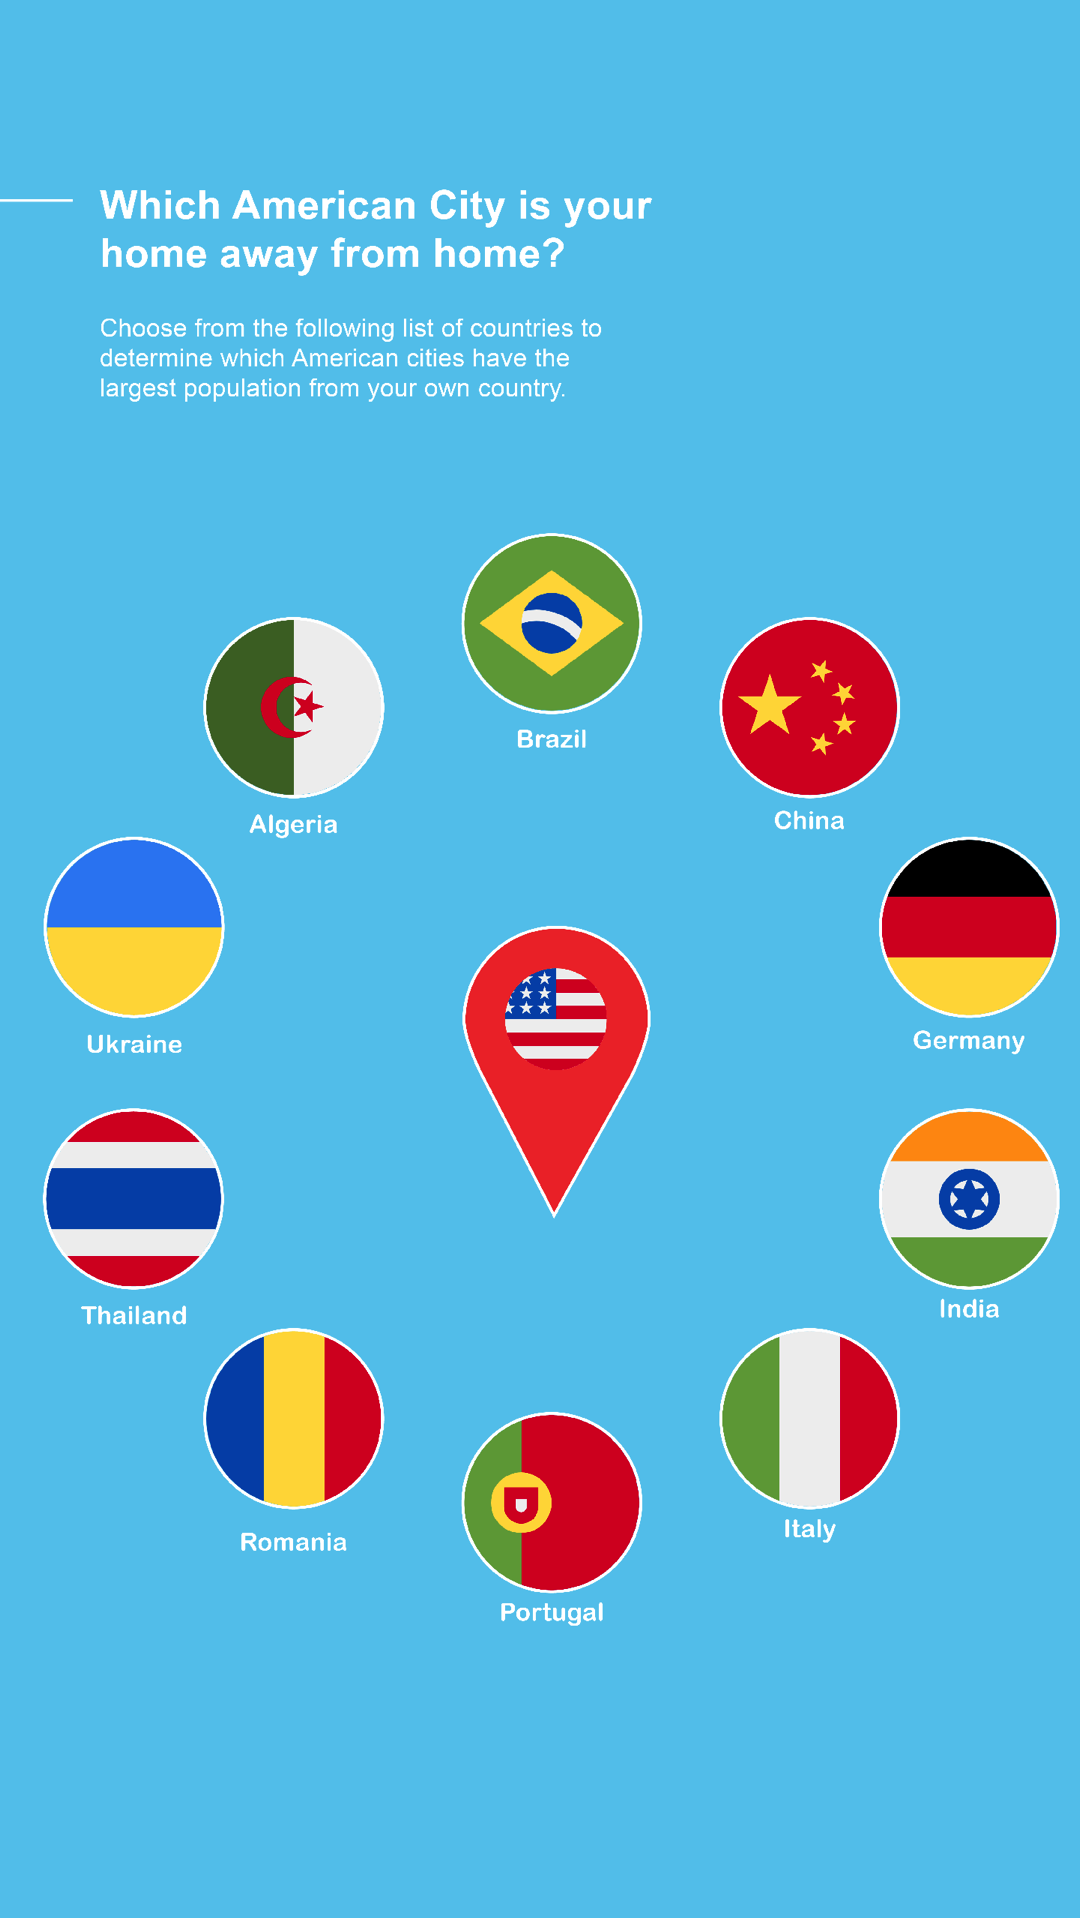 Which American City is your
home away from home?
Choose from the following list of countries to
determine which American cities have the
largest population from your own country.
Brazil
Algeria
China
Ukraine
Germany
Thailand
India
Romania
Italy
Portugal